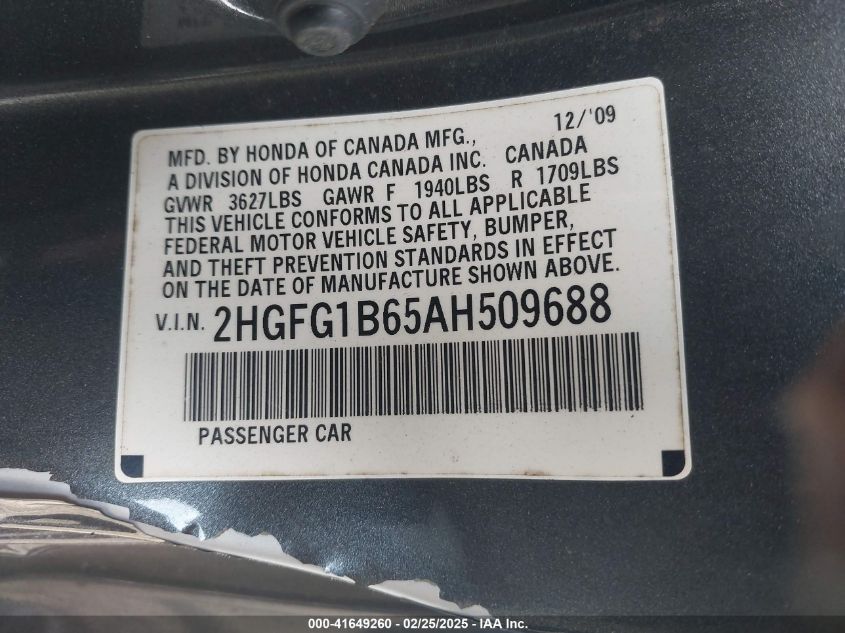 12/'09
MFD. BY HONDA OF CANADA MFG.,
A DIVISION OF HONDA CANADA INC. CANADA
GVWR 3627LBS GAWR F 1940LBS R 1709LBS
THIS VEHICLE CONFORMS TO ALL APPLICABLE
FEDERAL MOTOR VEHICLE SAFETY, BUMPER,
AND THEFT PREVENTION STANDARDS IN EFFECT
ON THE DATE OF MANUFACTURE SHOWN ABOVE.
V.I.N. 2HGFG1B65AH509688
PASSENGER CAR
000-41649260 - 02/25/2025 - IAA, Inc.